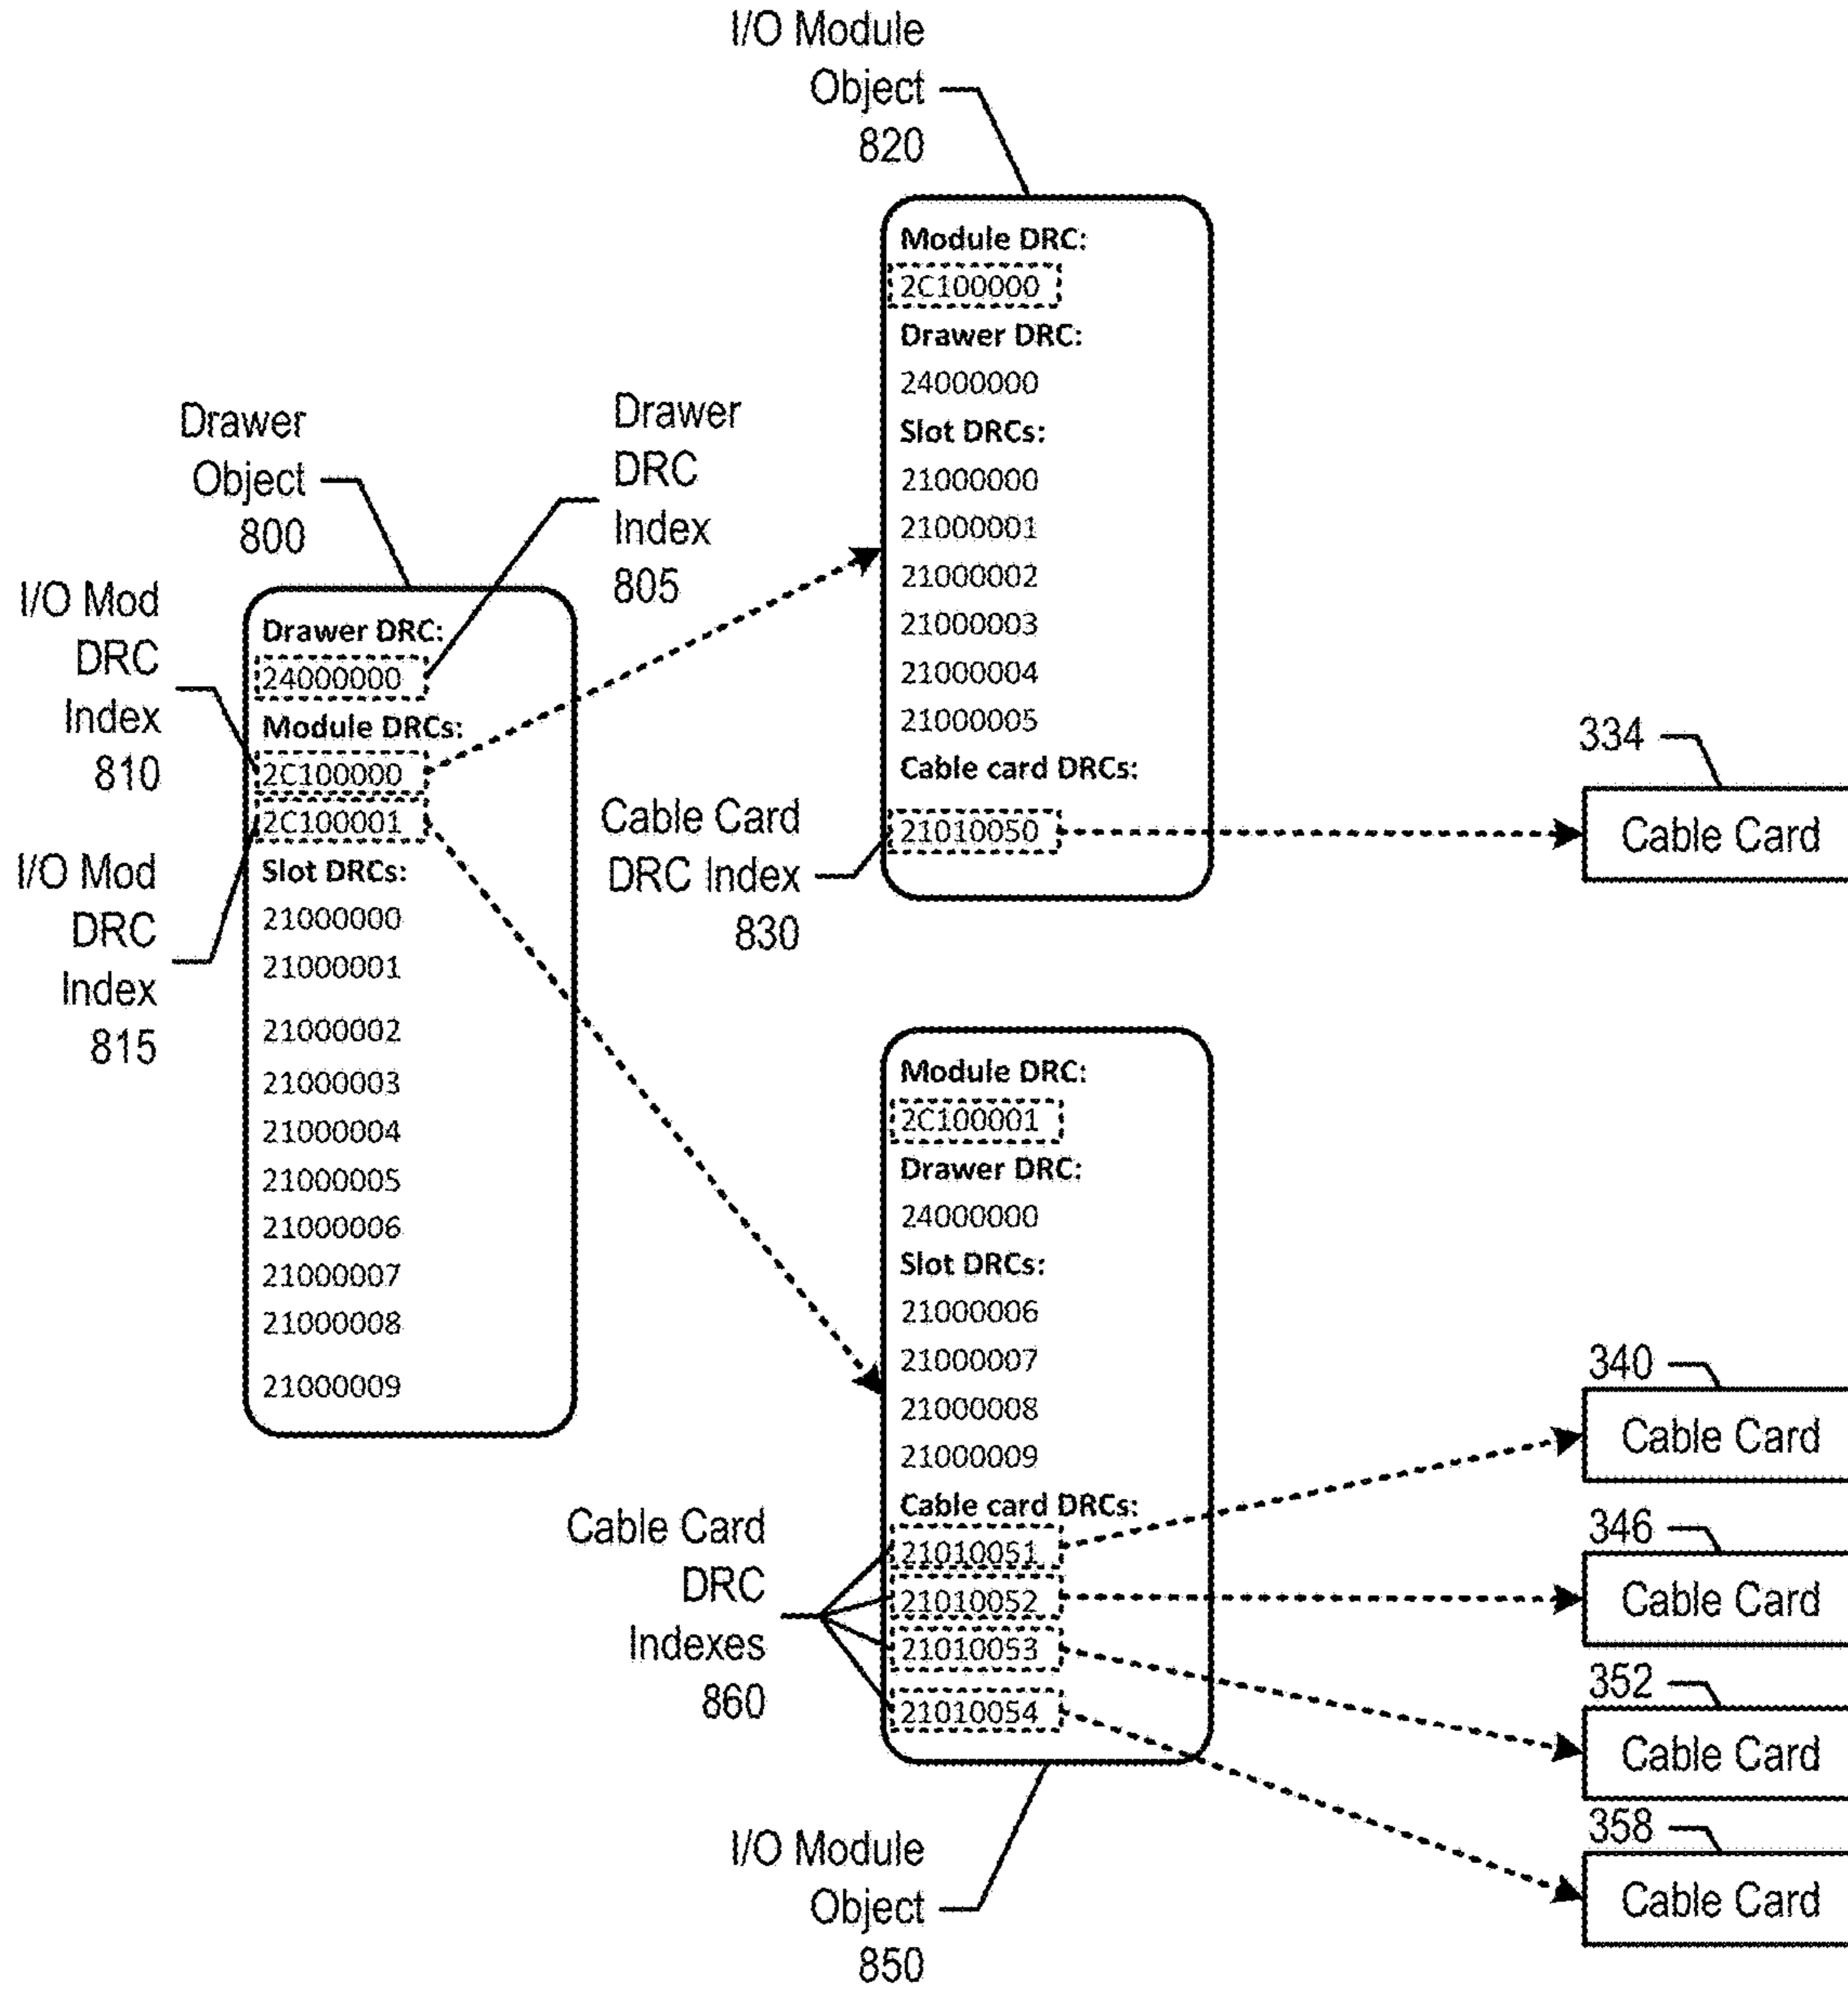 I/O Module
Object
820
Module DRC:
2C100000
Drawer DRC:
24000000
Slot DRCs:
21000000
21000001
21000002
21000003
21000004
21000005
Cable card DRCs:
21010050
Drawer
Object
800
Drawer
DRC
Index
805
I/O Mod
DRC
Index
810
I/O Mod
DRC
Index
815
Drawer DRC:
24000000
Module DRCs:
2C100000
2C100001
Slot DRCs:
21000000
21000001
21000002
21000003
21000004
21000005
21000006
21000007
21000008
21000009
Cable Card
DRC Index
830
334
Cable Card
Module DRC:
2C100001
Drawer DRC:
24000000
Slot DRCs:
21000006
21000007
21000008
21000009
Cable card DRCs:
21010051
21010052
21010053
21010054
Cable Card
DRC
Indexes
860
340
Cable Card
346
Cable Card
352
Cable Card
358
Cable Card
I/O Module
Object
850